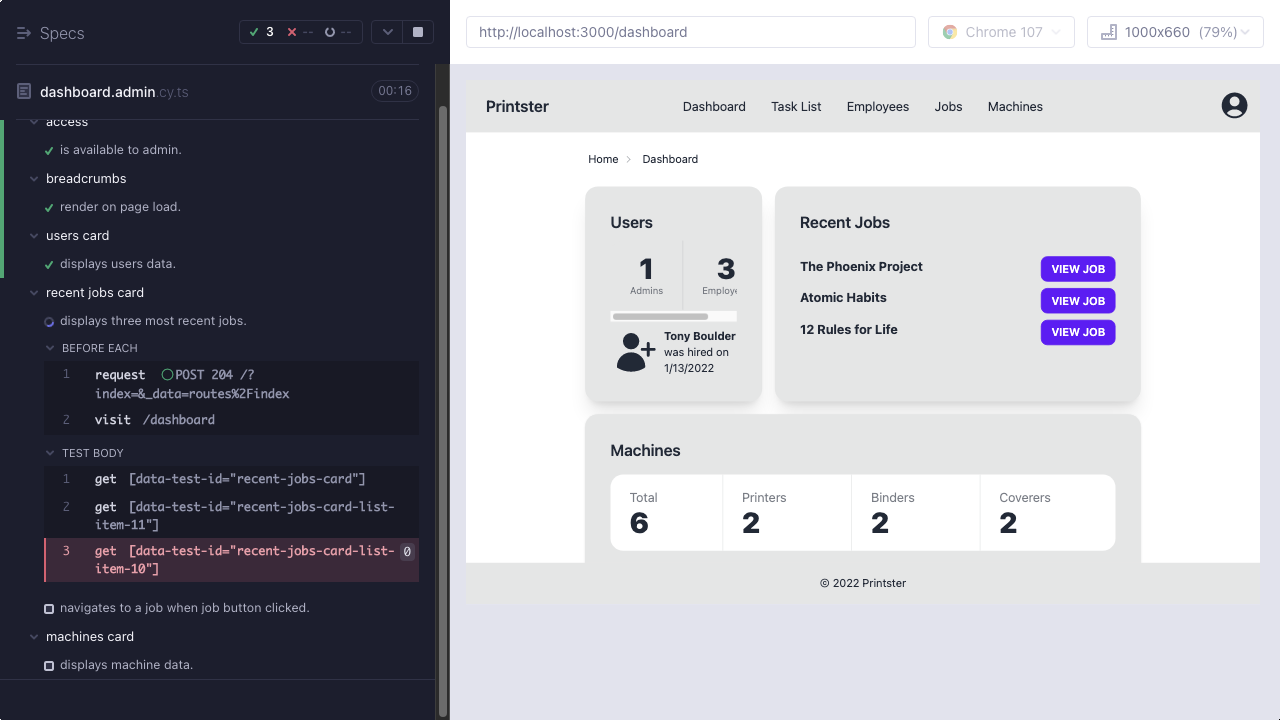 Specs
3
--
--
dashboard.admin.cy.ts
00:16
access
is available to admin.
breadcrumbs
render on page load.
users card
displays users data.
recent jobs card
displays three most recent jobs.
BEFORE EACH
1 request POST 204 /?
index=&_data=routes%2Findex
2 visit /dashboard
TEST BODY
1 get [data-test-id="recent-jobs-card"]
2 get [data-test-id="recent-jobs-card-list-
item-11"]
3 get [data-test-id="recent-jobs-card-list- 0
item-10"]
navigates to a job when job button clicked.
machines card
displays machine data.
http://localhost:3000/dashboard
Chrome 107
1000x660 (79%)
Printster
Dashboard Task List Employees Jobs Machines
Home Dashboard
Users
1 3
Admins Employe
Tony Boulder
was hired on
1/13/2022
Recent Jobs
The Phoenix Project VIEW JOB
Atomic Habits VIEW JOB
12 Rules for Life VIEW JOB
Machines
Total Printers Binders Coverers
6 2 2 2
© 2022 Printster